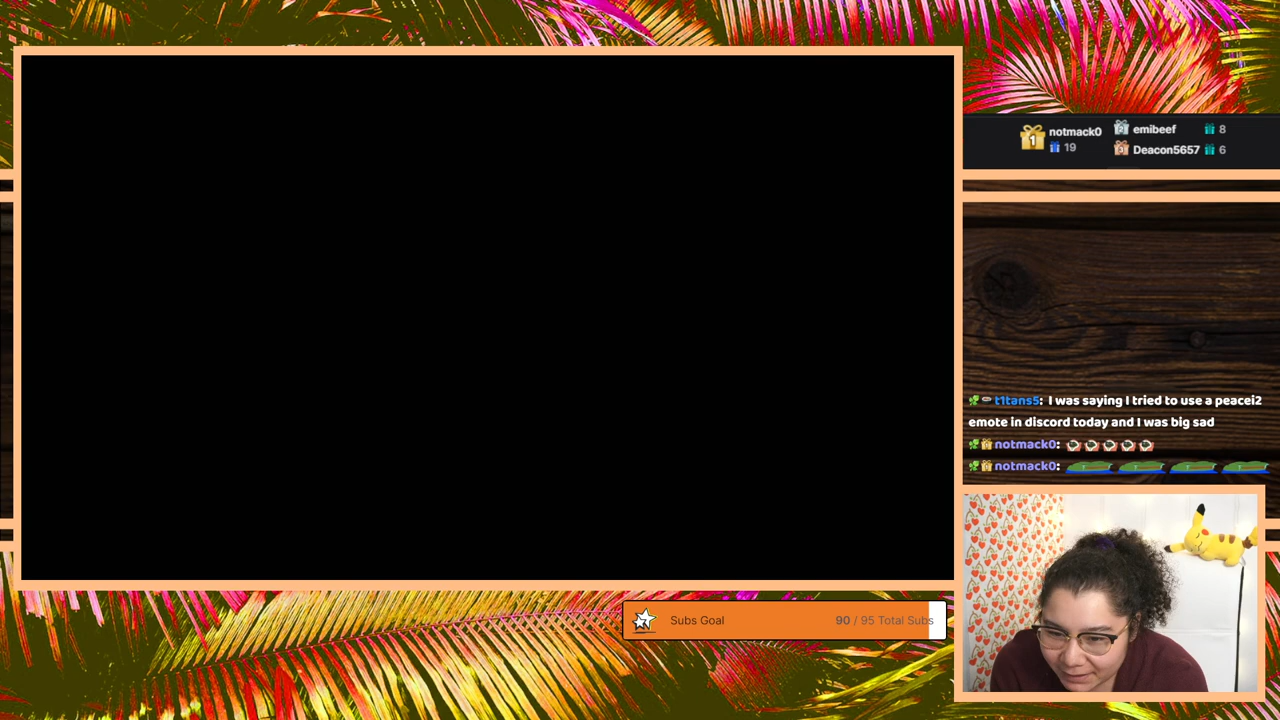 notmack0
19
emibeef 8
Deacon5657 6
t1tans5: I was saying I tried to use a peacei2
emote in discord today and I was big sad
notmack0:
notmack0:
Subs Goal 90 / 95 Total Subs